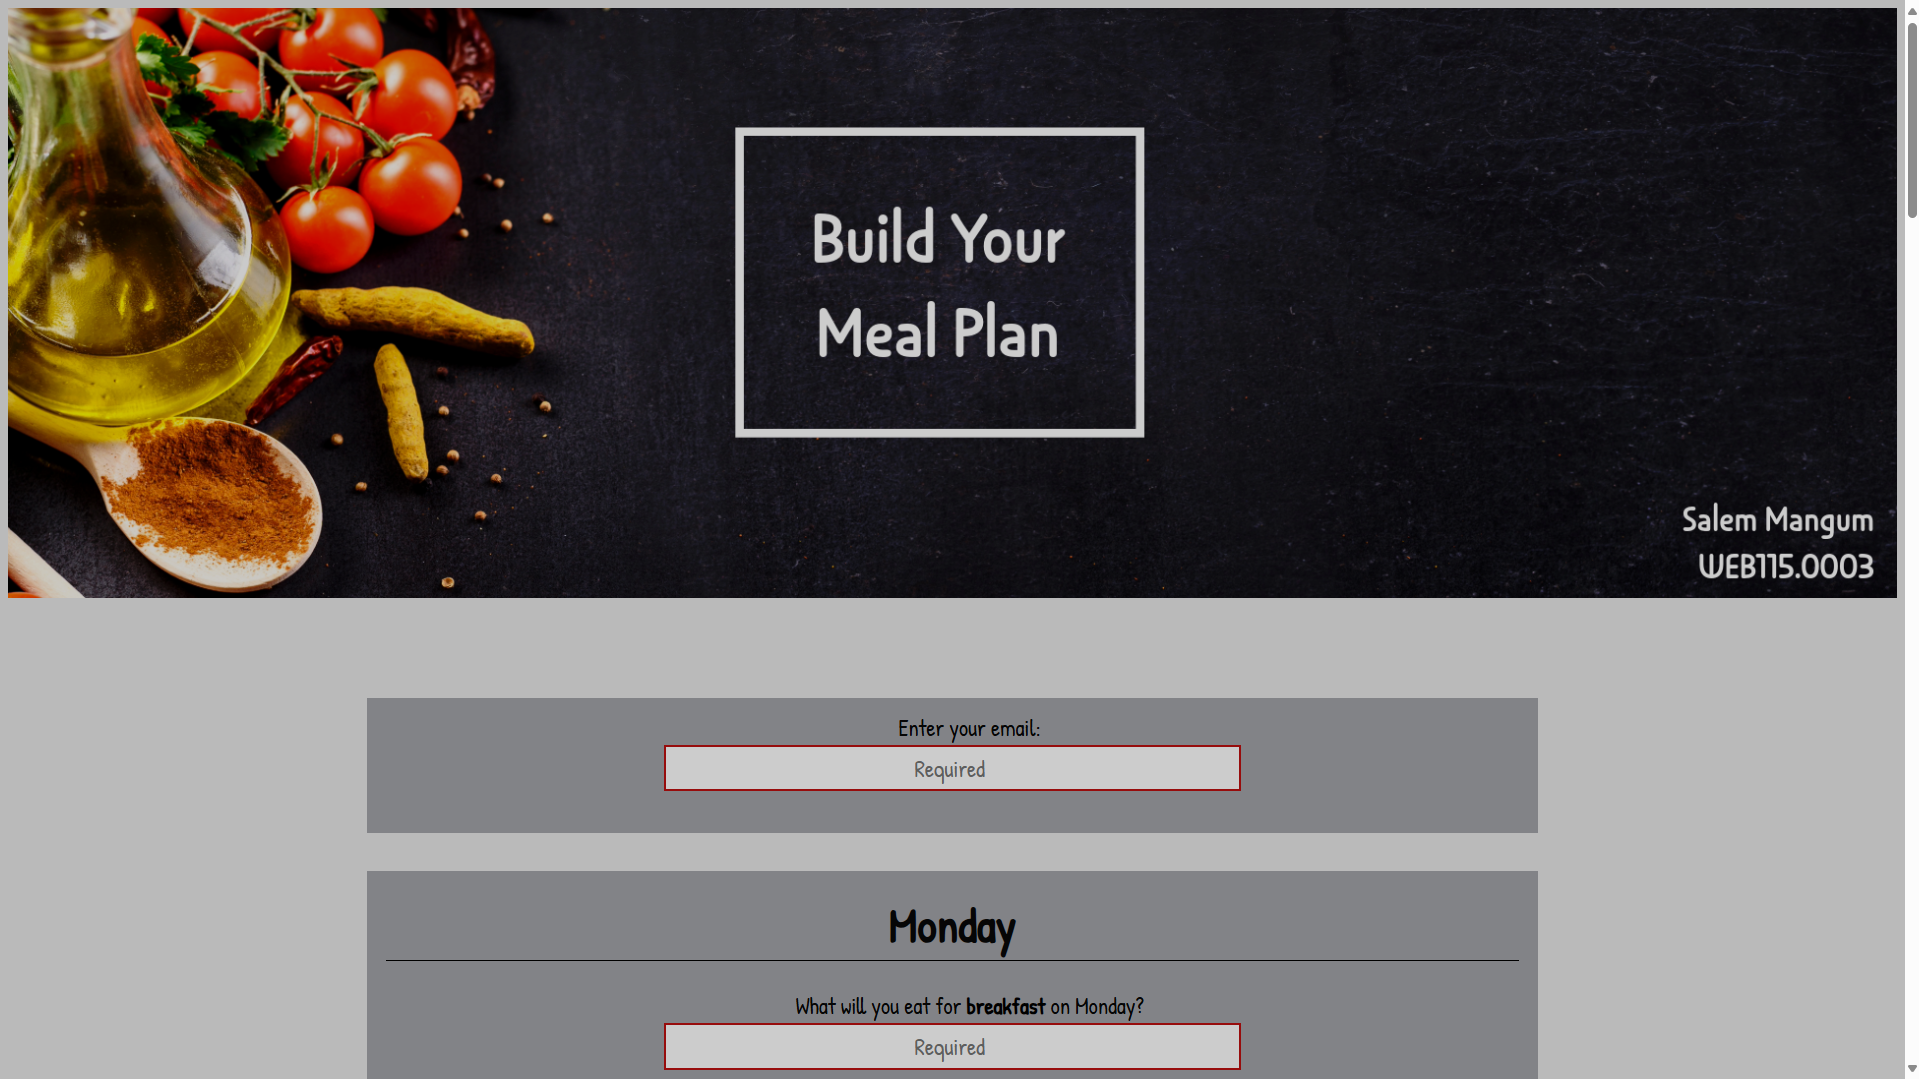 Build Your
Meal Plan
Salem Mangum
WEB115.0003
Enter your email:
Required
Monday
What will you eat for breakfast on Monday?
Required